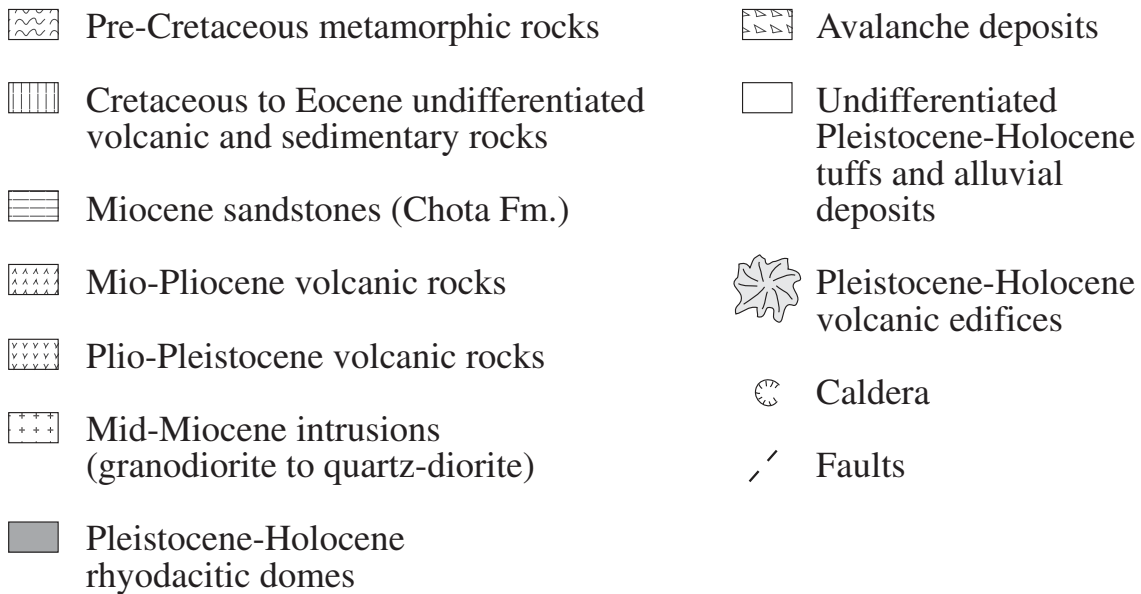 Pre-Cretaceous metamorphic rocks
Cretaceous to Eocene undifferentiated
volcanic and sedimentary rocks
Miocene sandstones (Chota Fm.)
Mio-Pliocene volcanic rocks
Plio-Pleistocene volcanic rocks
Mid-Miocene intrusions
(granodiorite to quartz-diorite)
Pleistocene-Holocene
rhyodacitic domes
Avalanche deposits
Undifferentiated
Pleistocene-Holocene
tuffs and alluvial
deposits
Pleistocene-Holocene
volcanic edifices
Caldera
Faults